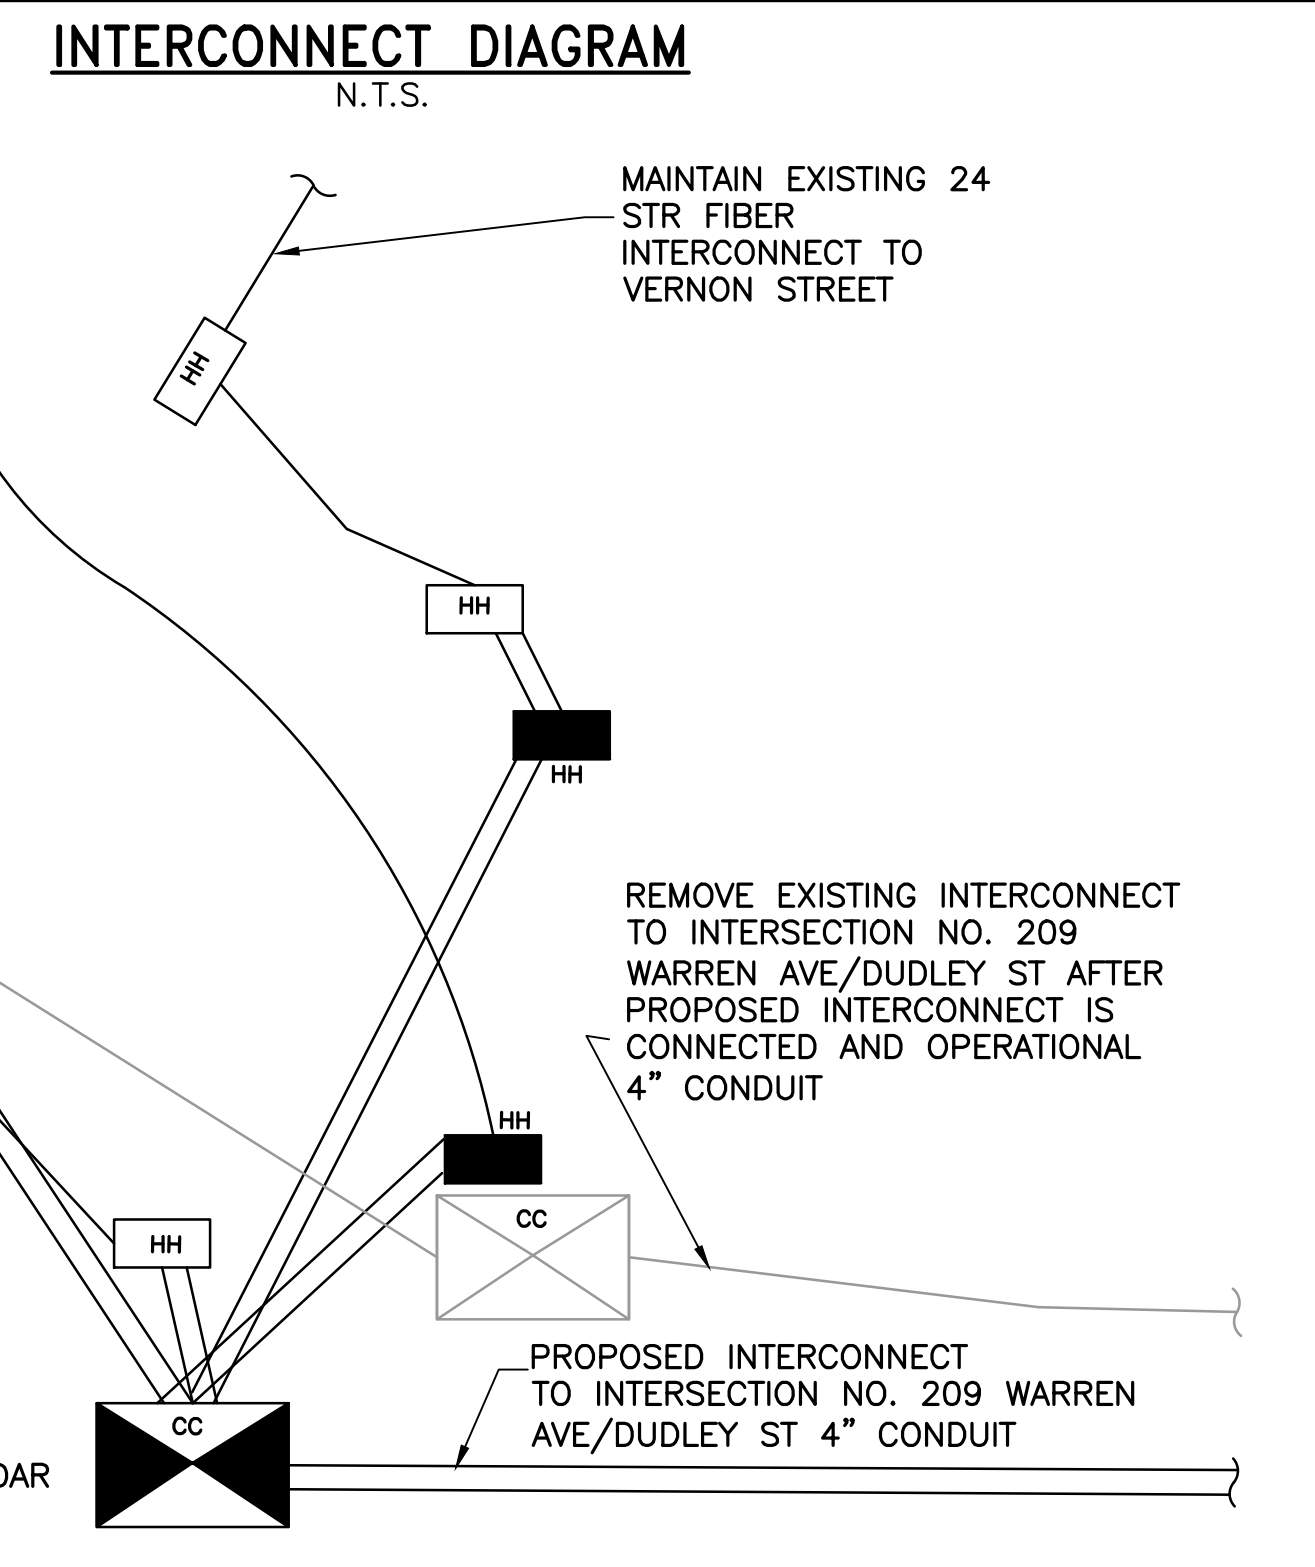 INTERCONNECT DIAGRAM
N.T.S.
MAINTAIN EXISTING 24
STR FIBER
INTERCONNECT TO
VERNON STREET
HH
HH
HH
REMOVE EXISTING INTERCONNECT
TO INTERSECTION NO. 209
WARREN AVE/DUDLEY ST AFTER
PROPOSED INTERCONNECT IS
CONNECTED AND OPERATIONAL
4" CONDUIT
HH
CC
HH
PROPOSED INTERCONNECT
TO INTERSECTION NO. 209 WARREN
AVE/DUDLEY ST 4" CONDUIT
CC
DAR